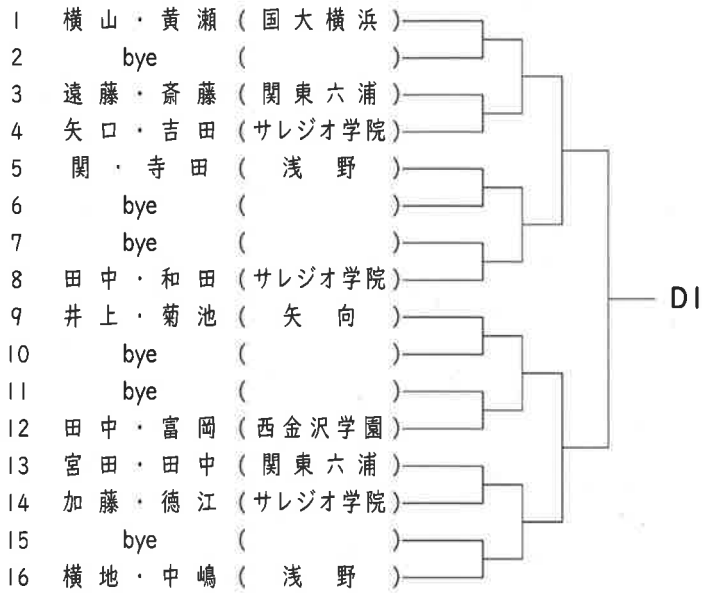 1 横山・黄瀬 (国大横浜)
2 bye ( )
3 遠藤・斎藤 (関東六浦)
4 矢口・吉田 (サレジオ学院)
5 関・寺田 (浅野)
6 bye ( )
7 bye ( )
8 田中・和田 (サレジオ学院)
9 井上・菊池 (矢向)
10 bye ( )
11 bye ( )
12 田中・富岡 (西金沢学園)
13 宮田・田中 (関東六浦)
14 加藤・徳江 (サレジオ学院)
15 bye ( )
16 横地・中嶋 (浅野)
D1